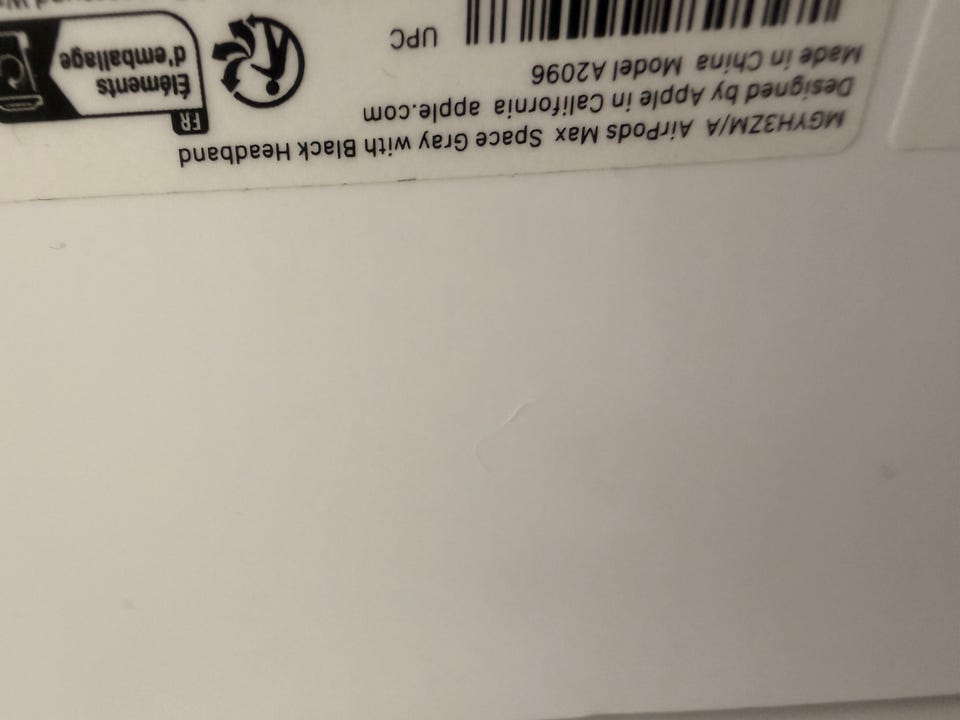 MGYH3ZM/A AirPods Max Space Gray with Black Headband
Designed by Apple in California apple.com
Made in China Model A2096
UPC
FR
Éléments
d'emballage